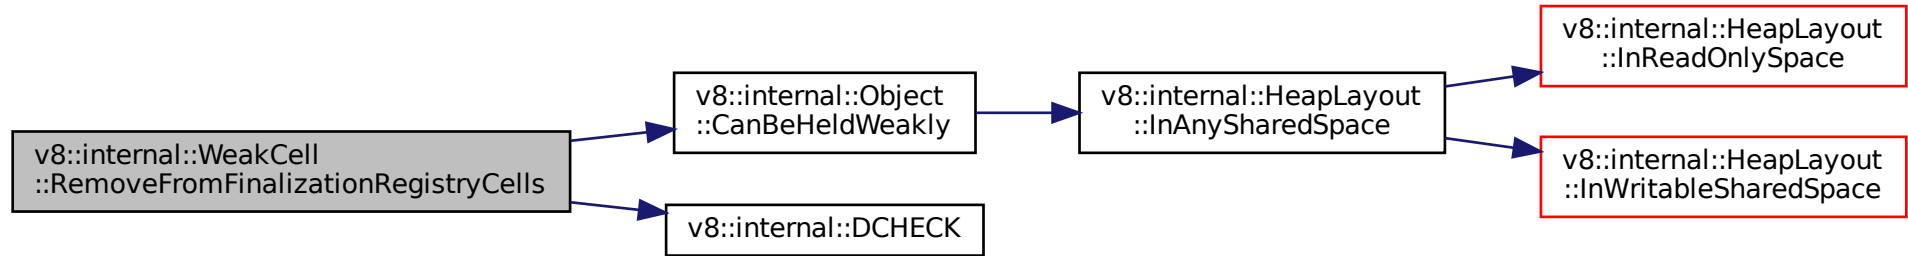 v8::internal::WeakCell
::RemoveFromFinalizationRegistryCells
v8::internal::Object
::CanBeHeldWeakly
v8::internal::DCHECK
v8::internal::HeapLayout
::InAnySharedSpace
v8::internal::HeapLayout
::InReadOnlySpace
v8::internal::HeapLayout
::InWritableSharedSpace